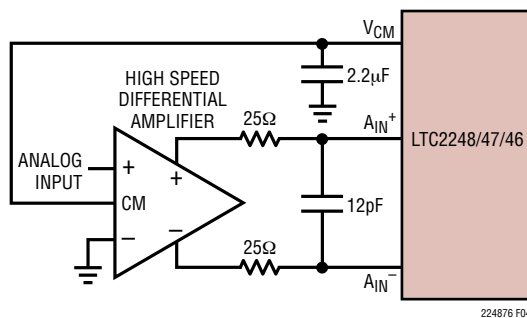 VCM
HIGH SPEED
DIFFERENTIAL
AMPLIFIER
2.2μF
25Ω
AIN+
LTC2248/47/46
ANALOG
INPUT
+
+
CM
12pF
–
–
25Ω
AIN–
224876 F04